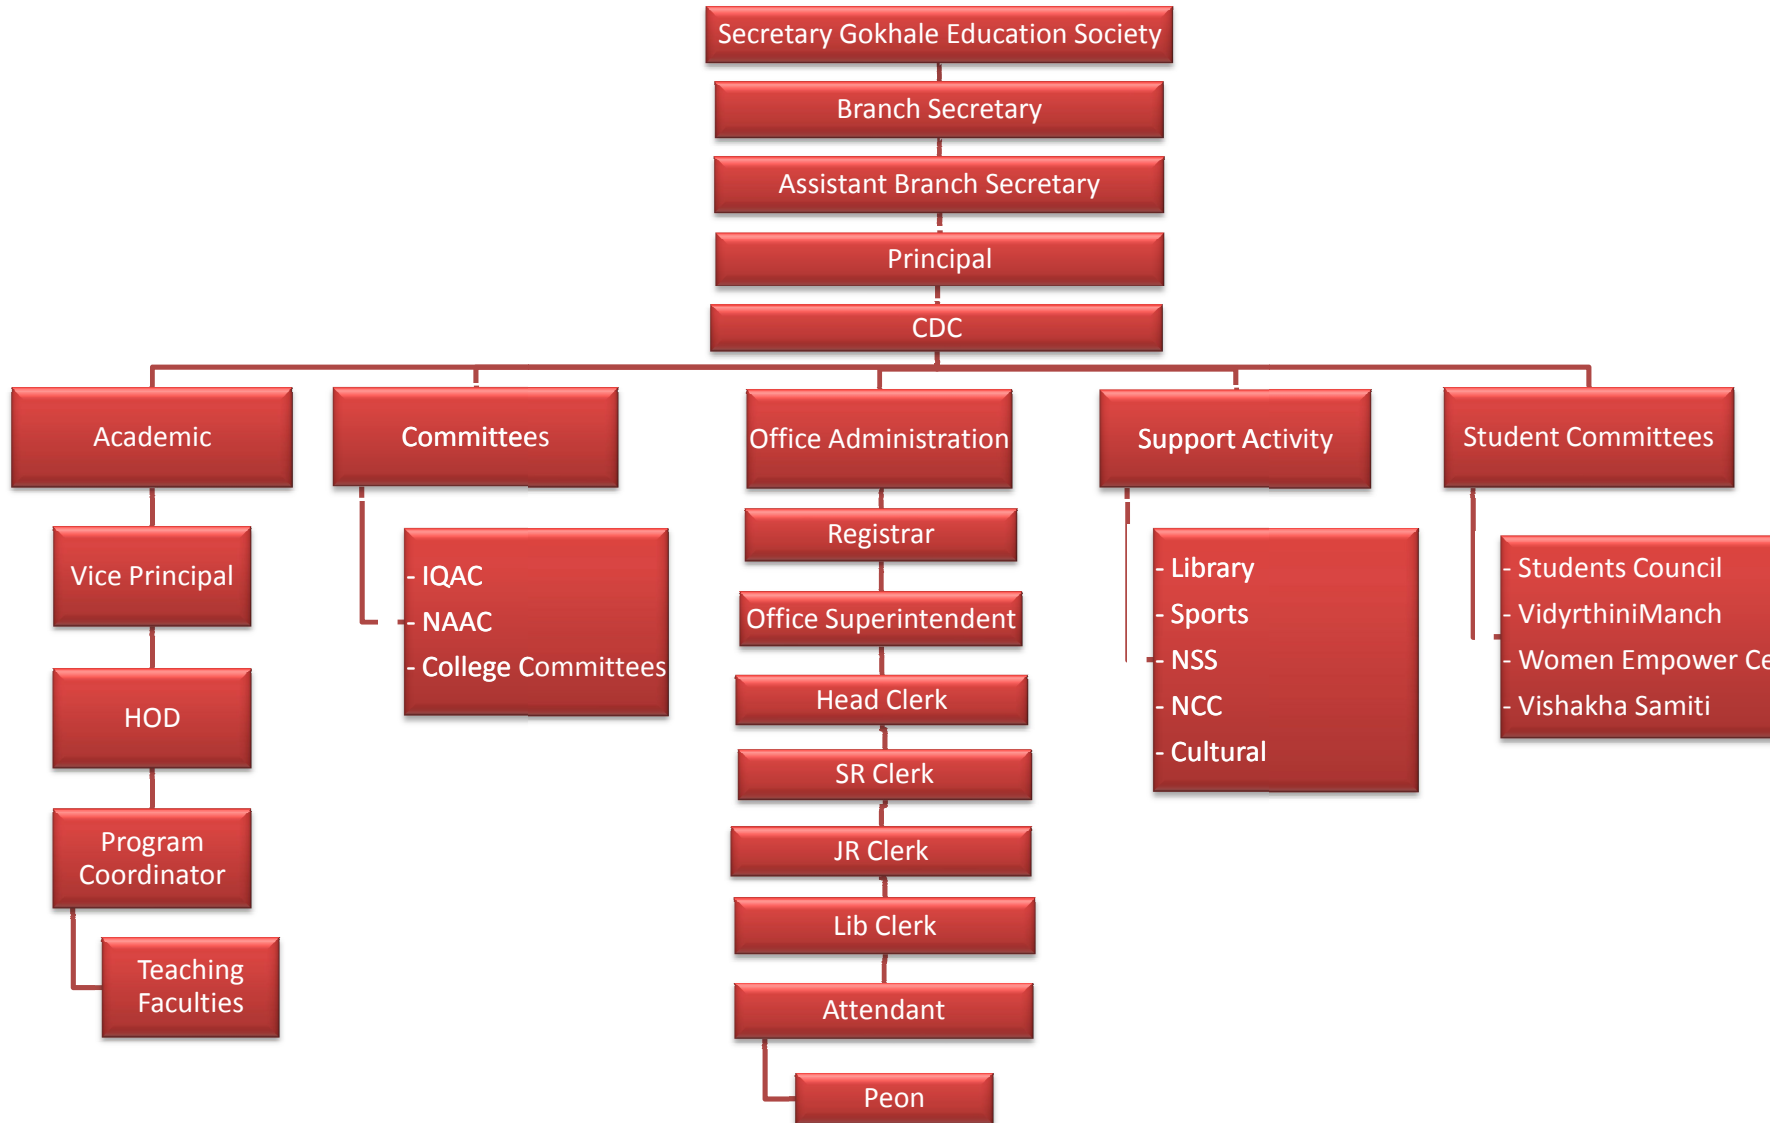 Secretary Gokhale Education Society
Branch Secretary
Assistant Branch Secretary
Principal
CDC
Academic
Committees
Office Administration
Support Activity
Student Committees
Vice Principal
HOD
Program
Coordinator
Teaching
Faculties
- IQAC
- NAAC
- College Committees
Registrar
Office Superintendent
Head Clerk
SR Clerk
JR Clerk
Lib Clerk
Attendant
Peon
- Library
- Sports
- NSS
- NCC
- Cultural
- Students Council
- VidyrthiniManch
- Women Empower
- Vishakha Samiti